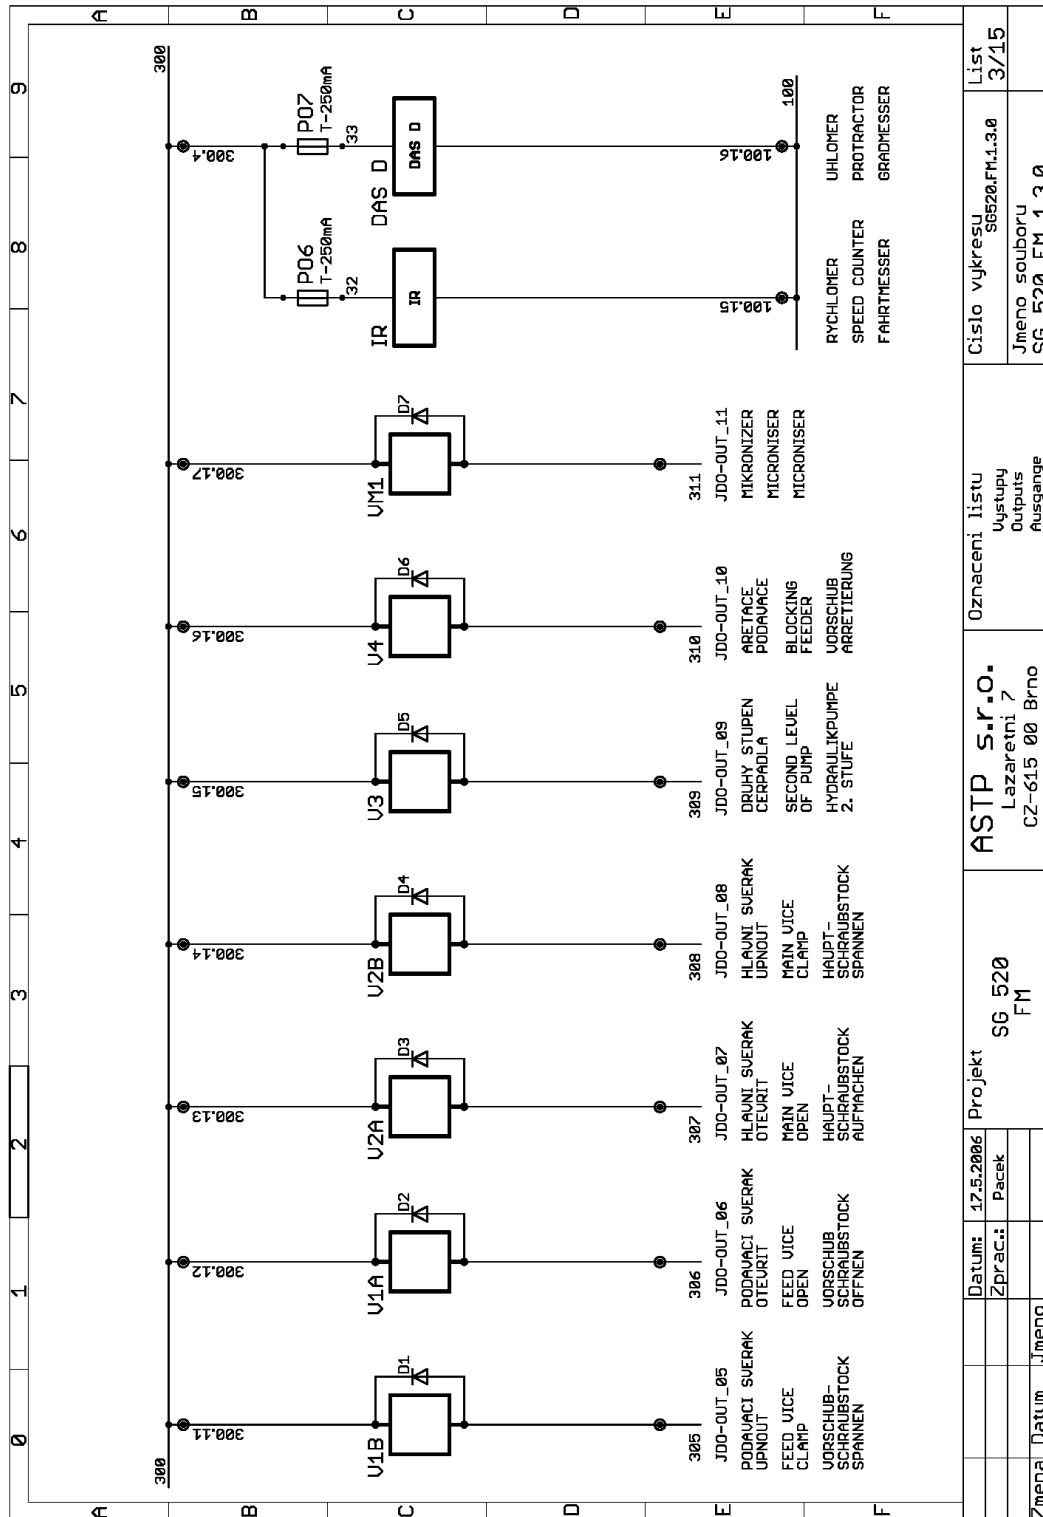 0 1 2 3 4 5 6 7 8 9
A
B
C
D
E
F
A
B
C
D
E
F
300
300
300.11
300.12
300.13
300.14
300.15
300.16
300.17
300.4
P06
T-250mA
32
P07
T-250mA
33
V1B
D1
V1A
D2
V2A
D3
V2B
D4
V3
D5
V4
D6
VM1
D7
IR
IR
DAS D
DAS D
100.15
100.16
100
305
JDO-OUT_05
PODAVACI SVERAK
UPNOUT
FEED VICE
CLAMP
VORSCHUB-
SCHRAUBSTOCK
SPANNEN
306
JDO-OUT_06
PODAVACI SVERAK
OTEVRIT
FEED VICE
OPEN
VORSCHUB
SCHRAUBSTOCK
OFFNEN
307
JDO-OUT_07
HLAVNI SVERAK
OTEVRIT
MAIN VICE
OPEN
HAUPT-
SCHRAUBSTOCK
AUFMACHEN
308
JDO-OUT_08
HLAVNI SVERAK
UPNOUT
MAIN VICE
CLAMP
HAUPT-
SCHRAUBSTOCK
SPANNEN
309
JDO-OUT_09
DRUHY STUPEN
CERPADLA
SECOND LEVEL
OF PUMP
HYDRAULIKPUMPE
2. STUFE
310
JDO-OUT_10
ARETACE
PODAVACE
BLOCKING
FEEDER
VORSCHUB
ARRETIERUNG
311
JDO-OUT_11
MIKRONIZER
MICRONISER
MICRONISER
RYCHLOMER
SPEED COUNTER
FAHRTMESSER
UHLOMER
PROTRACTOR
GRADMESSER
Zmena Datum Jmeno
Datum: 17.5.2006
Zprac.: Pacek
Projekt
SG 520
FM
ASTP s.r.o.
Lazaretni 7
CZ-615 00 Brno
Oznaceni listu
Vystupy
Outputs
Ausgange
Cislo vykresu
SG520.FM.1.3.0
Jmeno souboru
SG_520_FM_1_3_0
List
3/15